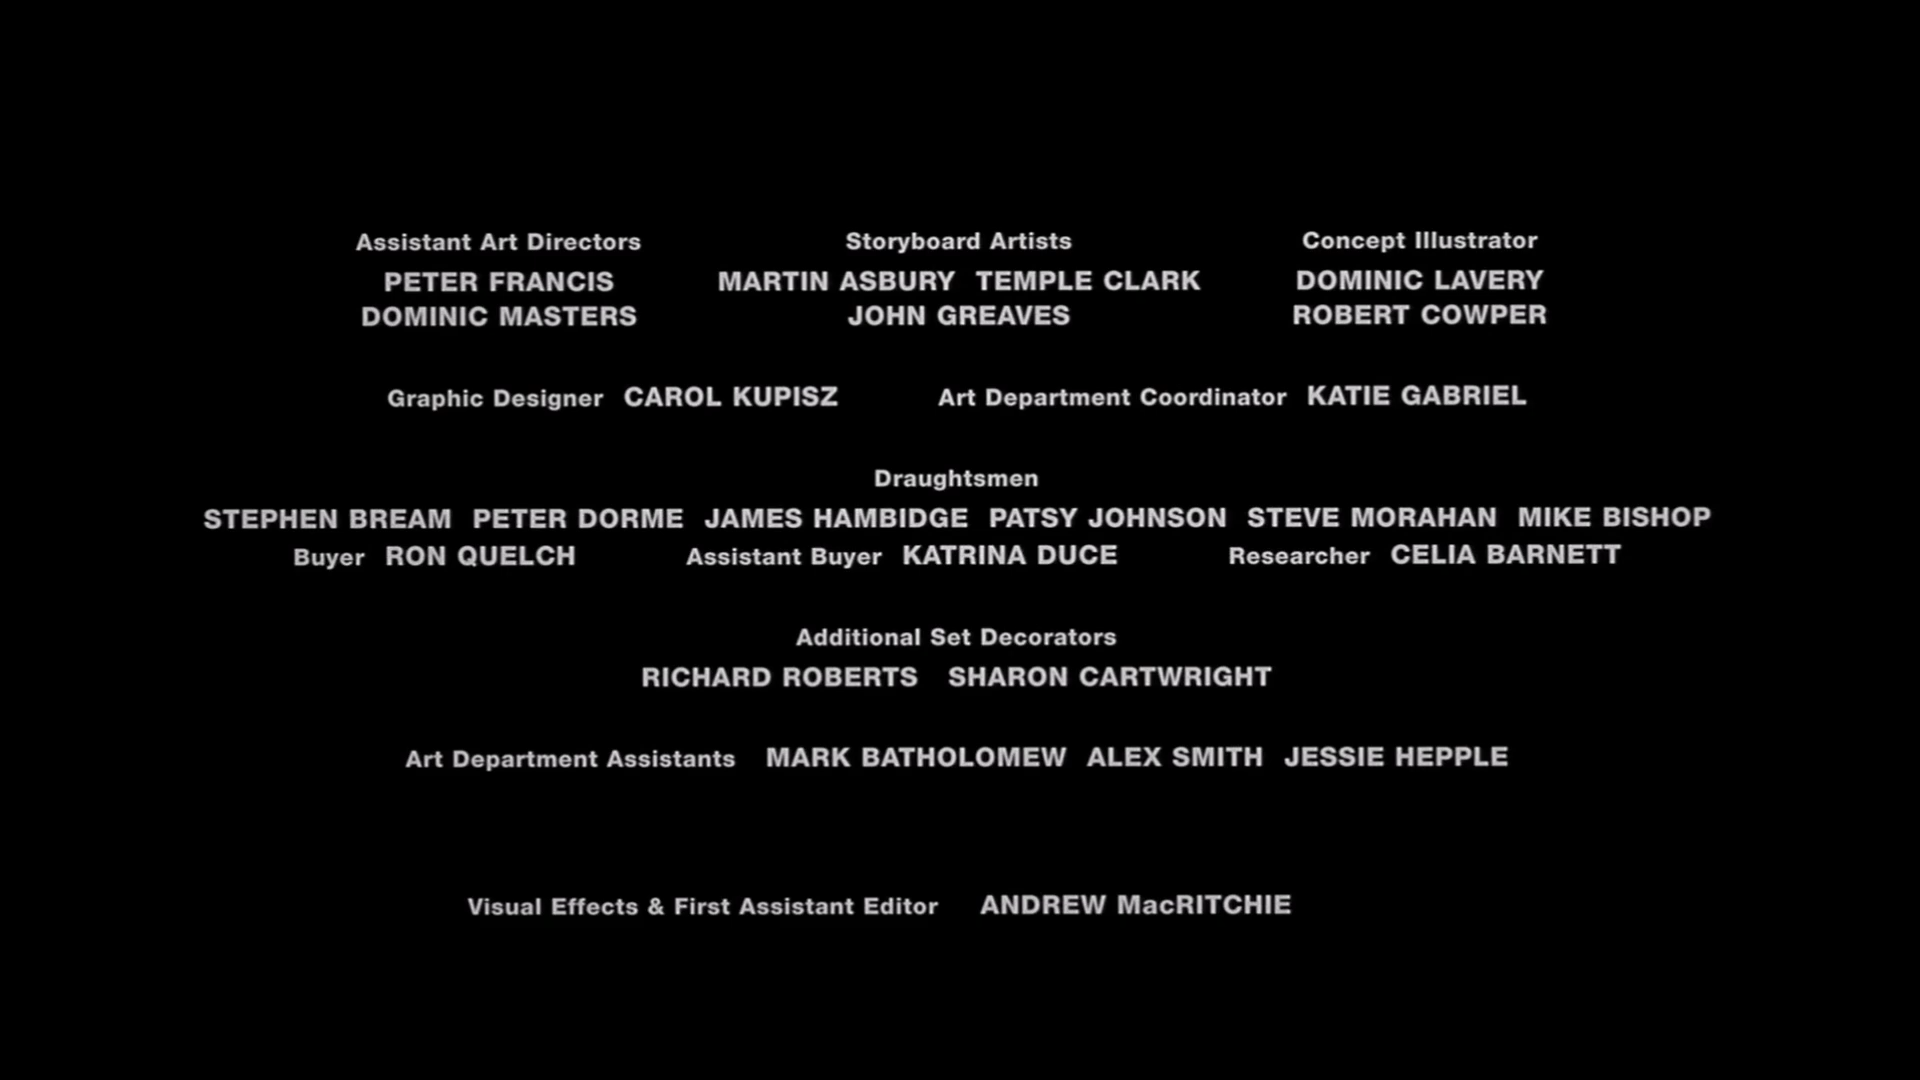 Assistant Art Directors Storyboard Artists Concept Illustrator
PETER FRANCIS MARTIN ASBURY TEMPLE CLARK DOMINIC LAVERY
DOMINIC MASTERS JOHN GREAVES ROBERT COWPER
Graphic Designer CAROL KUPISZ Art Department Coordinator KATIE GABRIEL
Draughtsmen
STEPHEN BREAM PETER DORME JAMES HAMBIDGE PATSY JOHNSON STEVE MORAHAN MIKE BISHOP
Buyer RON QUELCH Assistant Buyer KATRINA DUCE Researcher CELIA BARNETT
Additional Set Decorators
RICHARD ROBERTS SHARON CARTWRIGHT
Art Department Assistants MARK BATHOLOMEW ALEX SMITH JESSIE HEPPLE
Visual Effects & First Assistant Editor ANDREW MacRITCHIE